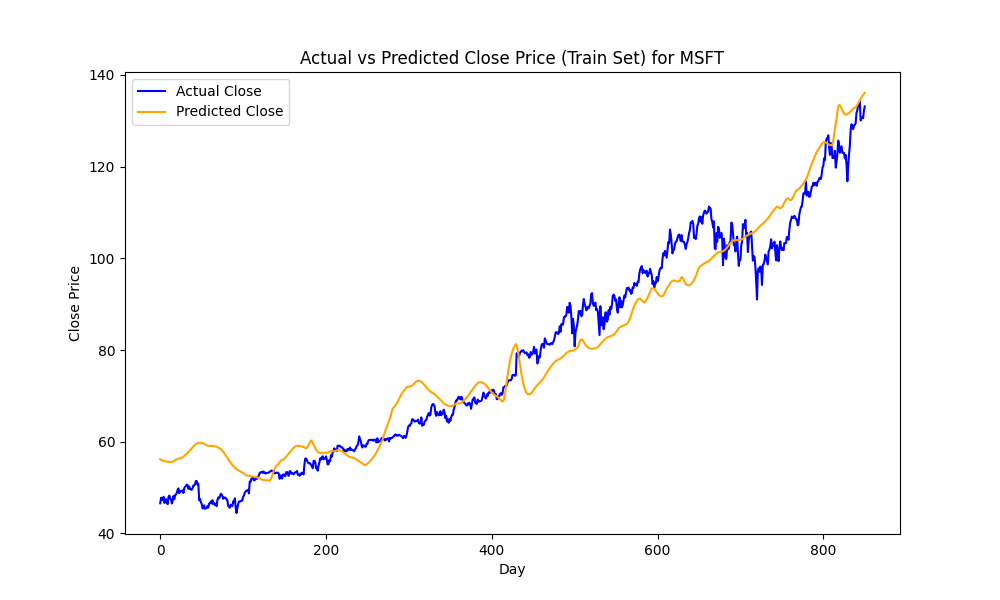 Actual vs Predicted Close Price (Train Set) for MSFT
Actual Close
Predicted Close
Close Price
140
120
100
80
60
40
0
200
400
600
800
Day